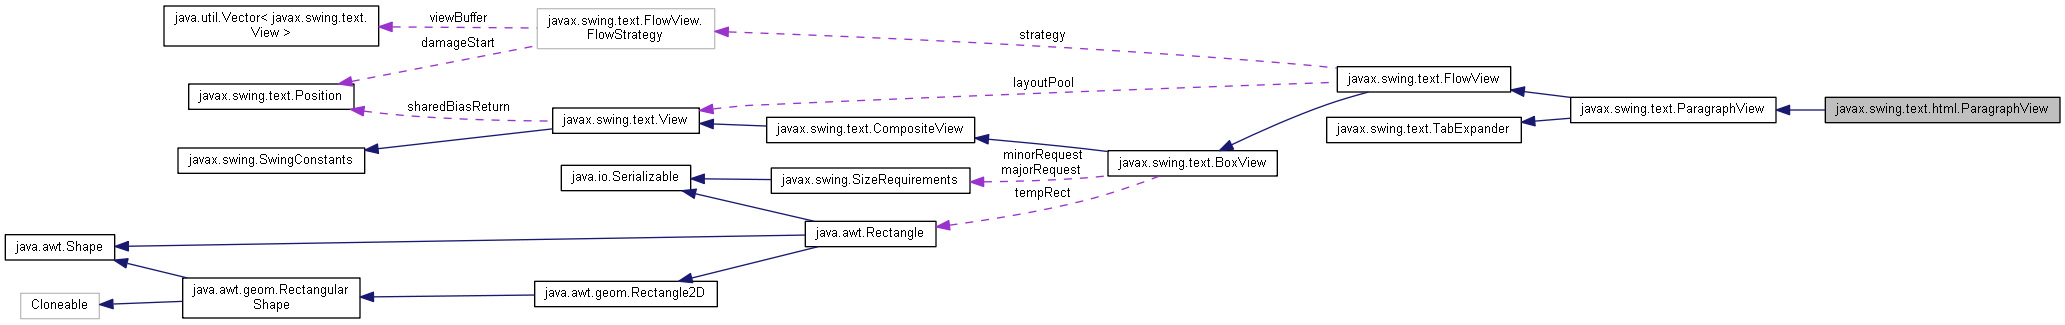 java.util.Vector< javax.swing.text.
View >
viewBuffer
javax.swing.text.FlowView.
FlowStrategy
damageStart
strategy
javax.swing.text.Position
sharedBiasReturn
layoutPool
javax.swing.text.FlowView
javax.swing.text.View
javax.swing.text.CompositeView
javax.swing.text.TabExpander
javax.swing.text.ParagraphView
javax.swing.text.html.ParagraphView
javax.swing.SwingConstants
java.io.Serializable
javax.swing.SizeRequirements
minorRequest
majorRequest
javax.swing.text.BoxView
tempRect
java.awt.Shape
java.awt.Rectangle
java.awt.geom.Rectangular
Shape
java.awt.geom.Rectangle2D
Cloneable